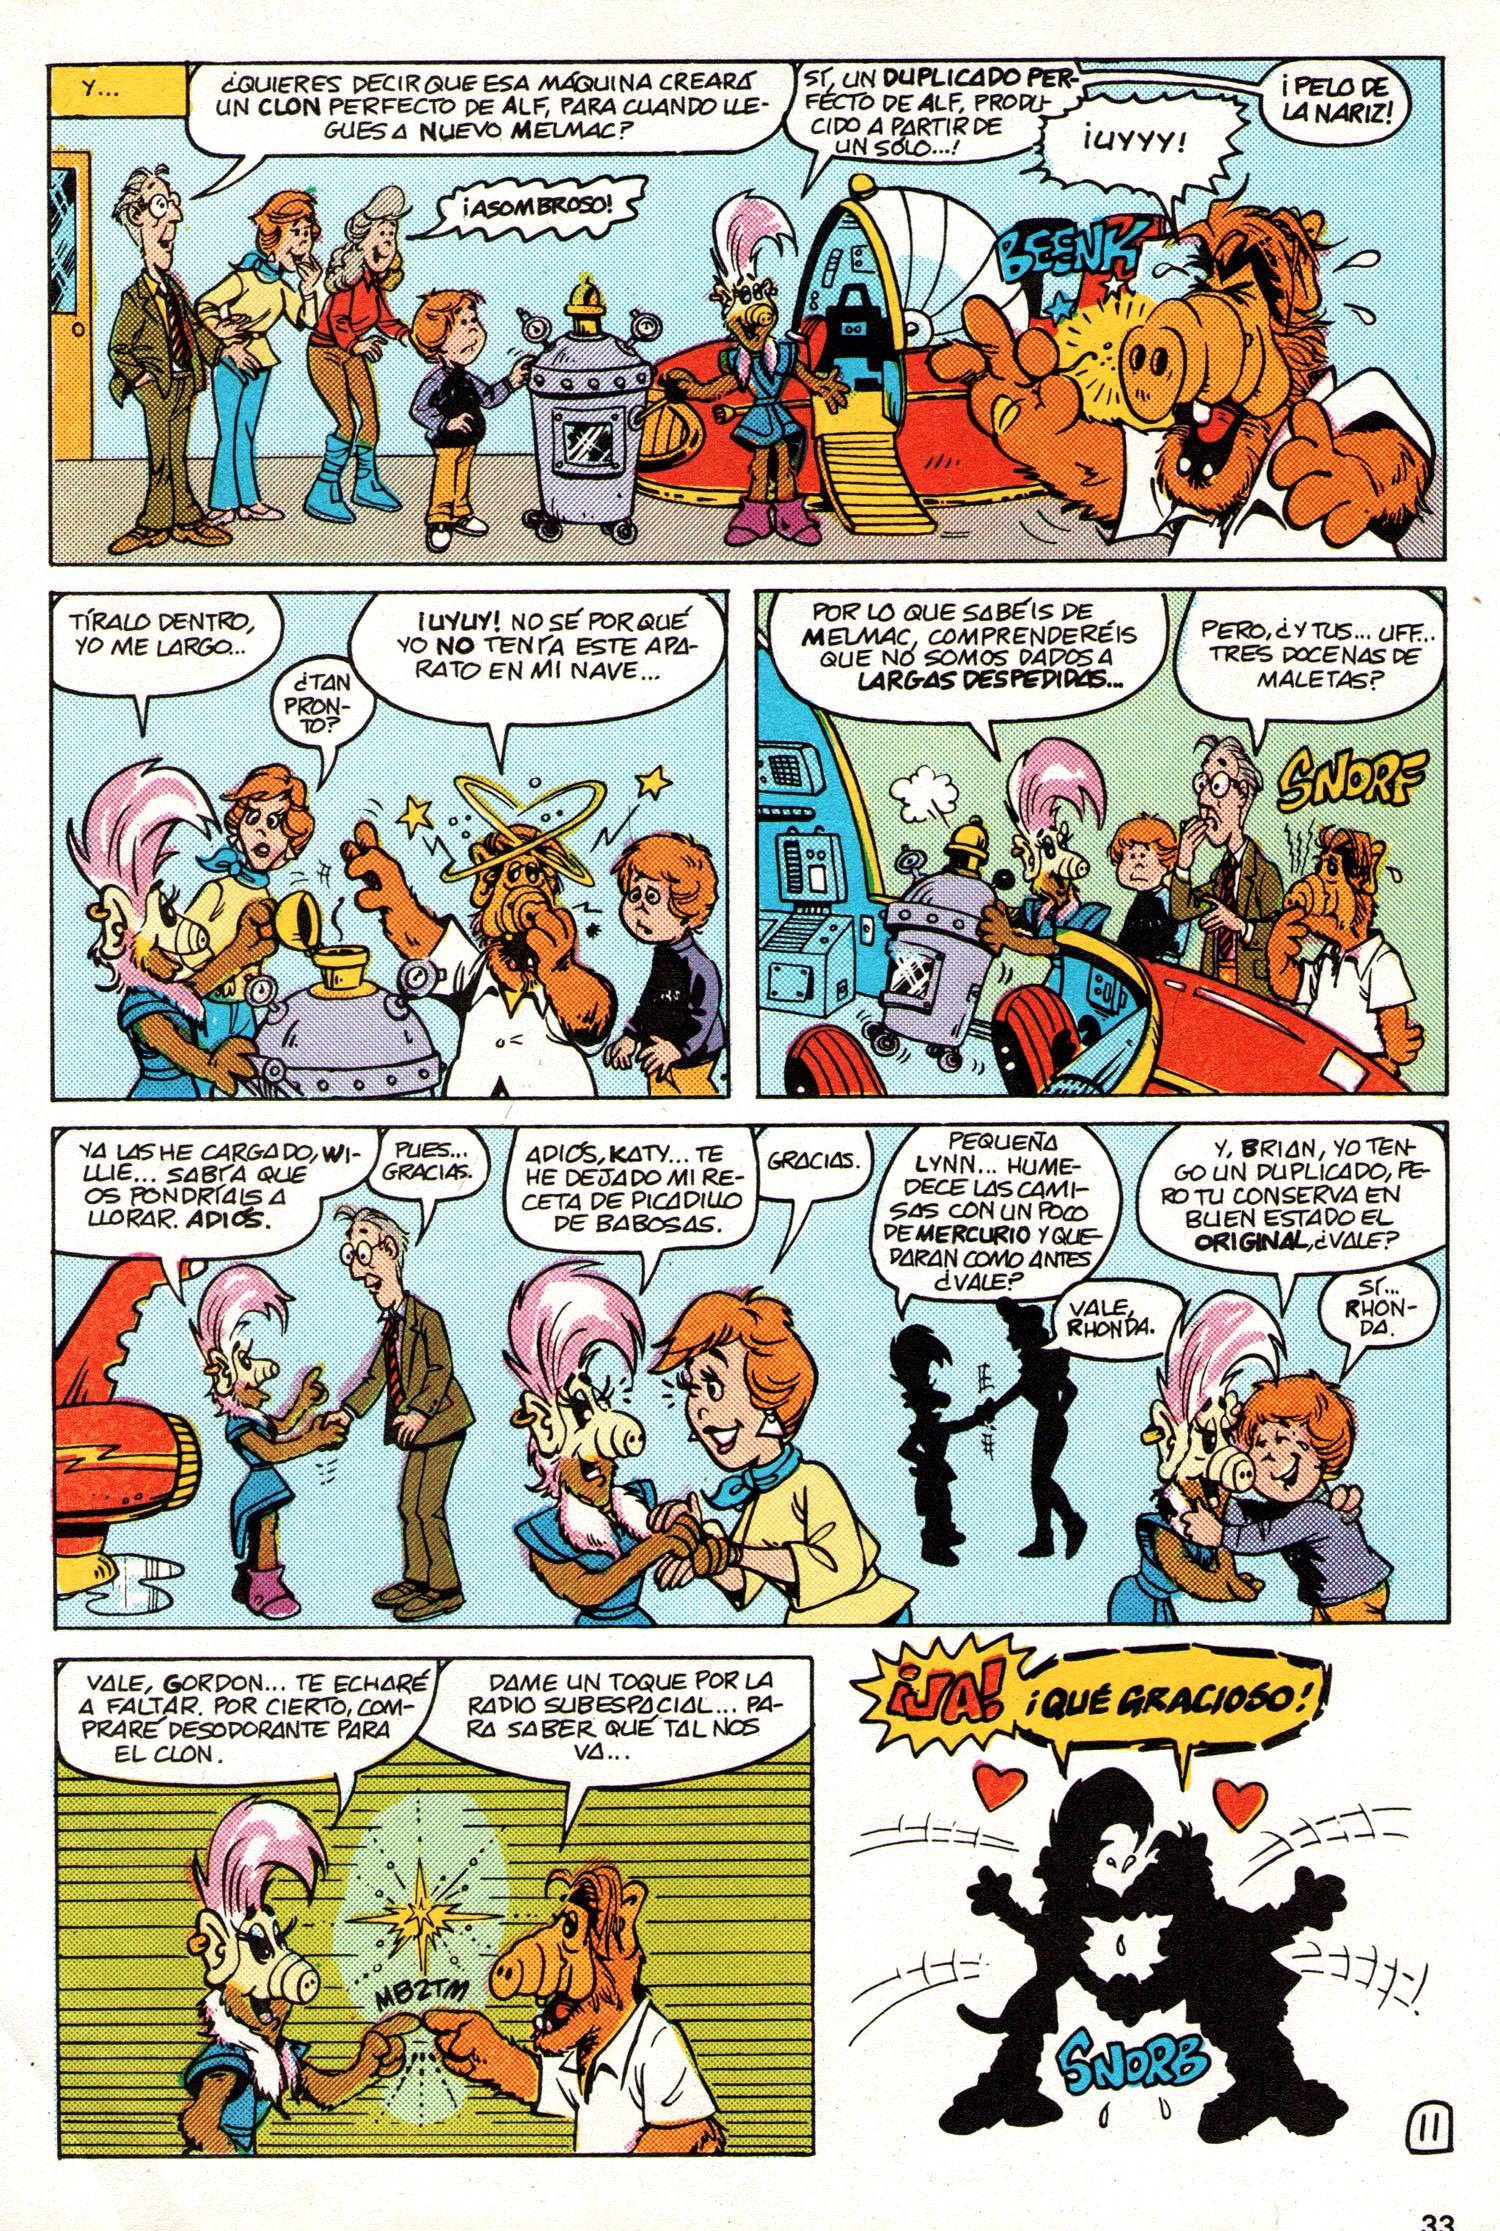 Y...
¿QUIERES DECIR QUE ESA MÁQUINA CREARÁ
UN CLON PERFECTO DE ALF, PARA CUANDO LLE-
GUES A NUEVO MELMAC?
¡ASOMBROSO!
SÍ, UN DUPLICADO PER-
FECTO DE ALF, PRODU-
CIDO A PARTIR DE
UN SÓLO...!
¡PELO DE
LA NARIZ!
¡UYYY!
BEENK
TÍRALO DENTRO,
YO ME LARGO...
¿TAN
PRON-
TO?
¡UYUY! NO SÉ POR QUÉ
YO NO TENÍA ESTE APA-
RATO EN MI NAVE...
POR LO QUE SABÉIS DE
MELMAC, COMPRENDERÉIS
QUE NO SOMOS DADOS A
LARGAS DESPEDIDAS...
PERO, ¿Y TUS... UFF...
TRES DOCENAS DE
MALETAS?
SNORF
YA LAS HE CARGADO, WI-
LLIE... SABÍA QUE
OS PONDRÍAIS A
LLORAR. ADIÓS.
PUES...
GRACIAS.
ADIÓS, KATY... TE
HE DEJADO MI RE-
CETA DE PICADILLO
DE BABOSAS.
GRACIAS.
PEQUEÑA
LYNN... HUME-
DECE LAS CAMI-
SAS CON UN POCO
DE MERCURIO Y QUE-
DARAN COMO ANTES
¿VALE?
VALE,
RHONDA.
Y, BRIAN, YO TEN-
GO UN DUPLICADO, PE-
RO TU CONSERVA EN
BUEN ESTADO EL
ORIGINAL, ¿VALE?
SÍ...
RHON-
DA.
VALE, GORDON... TE ECHARÉ
A FALTAR. POR CIERTO, COM-
PRARÉ DESODORANTE PARA
EL CLON.
DAME UN TOQUE POR LA
RADIO SUBESPACIAL... PA-
RA SABER QUÉ TAL NOS
VA...
MB2TM
¡JA!
¡QUÉ GRACIOSO!
SNORB
11
33